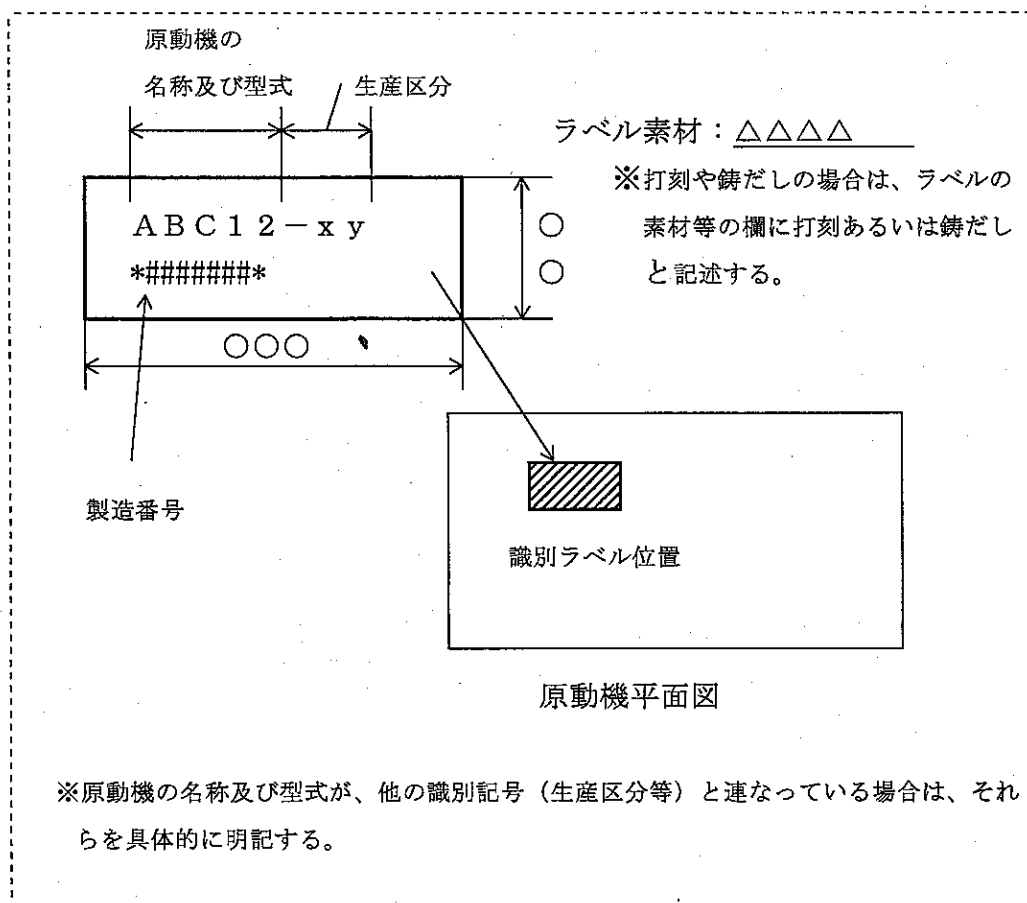 原動機の
名称及び型式
生産区分
ラベル素材：△△△△
※打刻や鋳だしの場合は、ラベルの
素材等の欄に打刻あるいは鋳だし
と記述する。
ＡＢＣ１２－ｘｙ
*#######*
○
○
○○○
製造番号
識別ラベル位置
原動機平面図
※原動機の名称及び型式が、他の識別記号（生産区分等）と連なっている場合は、それ
らを具体的に明記する。